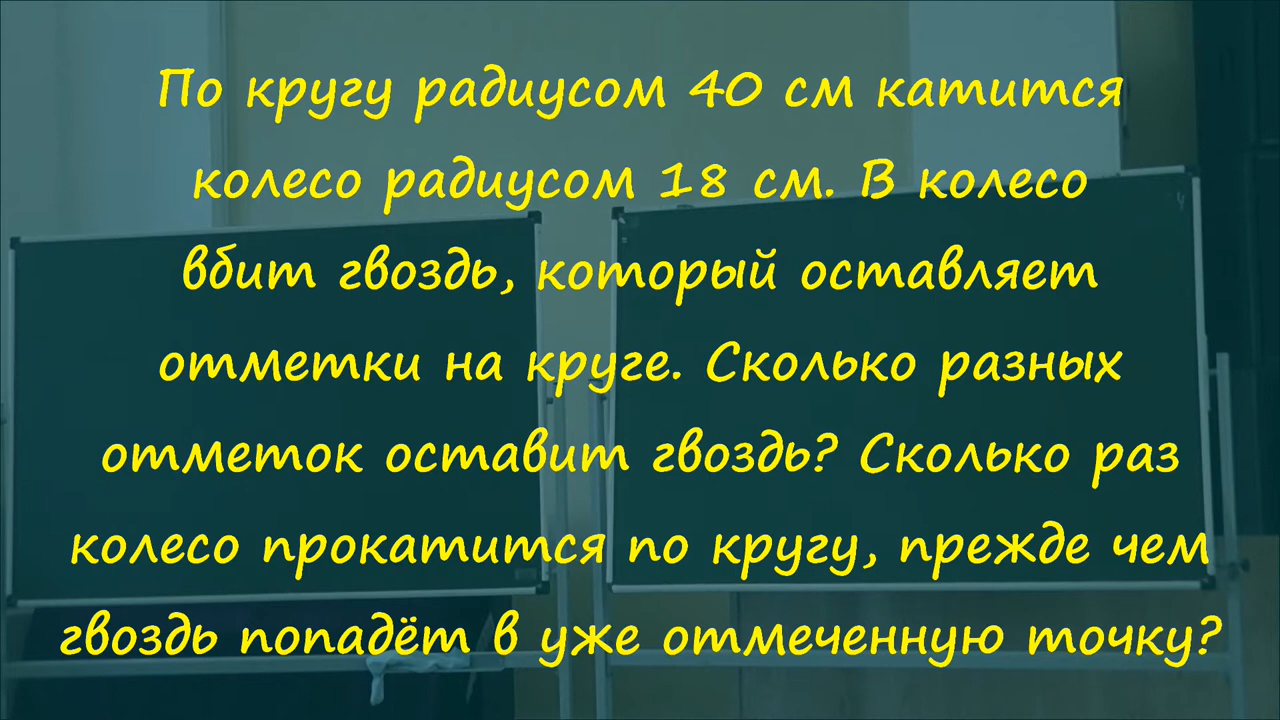 По кругу радиусом 40 см катится
колесо радиусом 18 см. В колесо
вбит гвоздь, который оставляет
отметки на круге. Сколько разных
отметок оставит гвоздь? Сколько раз
колесо прокатится по кругу, прежде чем
гвоздь попадёт в уже отмеченную точку?